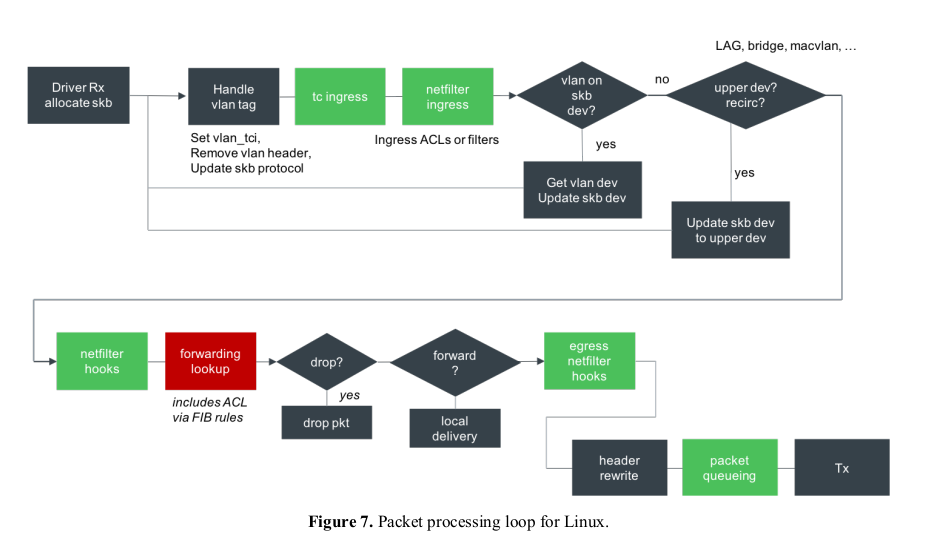 LAG, bridge, macvlan, ...
Driver Rx
allocate skb
Handle
vlan tag
tc ingress
netfilter
ingress
vlan on
skb
dev?
no
upper dev?
recirc?
Set vlan_tci,
Remove vlan header,
Update skb protocol
Ingress ACLs or filters
yes
yes
Get vlan dev
Update skb dev
Update skb dev
to upper dev
netfilter
hooks
forwarding
lookup
drop?
forward
?
egress
netfilter
hooks
includes ACL
via FIB rules
yes
drop pkt
local
delivery
header
rewrite
packet
queueing
Tx
Figure 7. Packet processing loop for Linux.